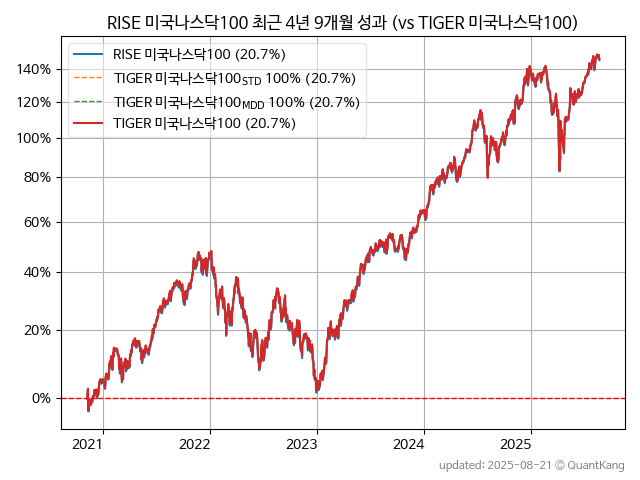 RISE 미국나스닥100 최근 4년 9개월 성과 (vs TIGER 미국나스닥100)
RISE 미국나스닥100 (20.7%)
TIGER 미국나스닥100STD 100% (20.7%)
TIGER 미국나스닥100MDD 100% (20.7%)
TIGER 미국나스닥100 (20.7%)
140%
120%
100%
80%
60%
40%
20%
0%
2021 2022 2023 2024 2025
updated: 2025-08-21 © QuantKang